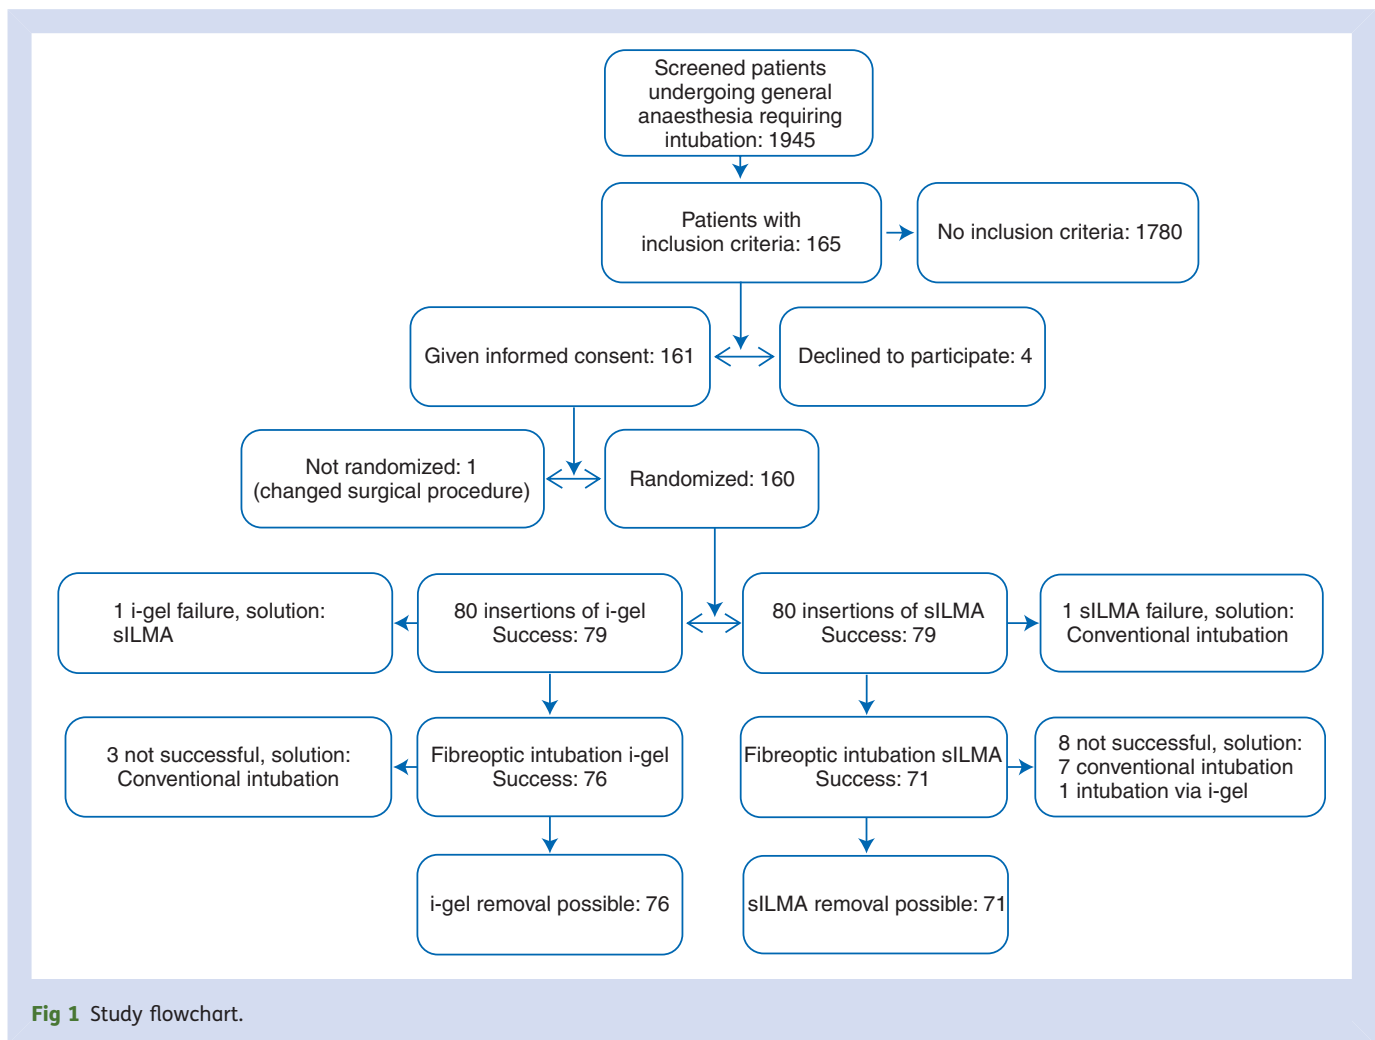 Screened patients
undergoing general
anaesthesia requiring
intubation: 1945
Patients with
inclusion criteria: 165
No inclusion criteria: 1780
Given informed consent: 161
Declined to participate: 4
Not randomized: 1
(changed surgical procedure)
Randomized: 160
1 i-gel failure, solution:
sILMA
80 insertions of i-gel
Success: 79
80 insertions of sILMA
Success: 79
1 sILMA failure, solution:
Conventional intubation
3 not successful, solution:
Conventional intubation
Fibreoptic intubation i-gel
Success: 76
Fibreoptic intubation sILMA
Success: 71
8 not successful, solution:
7 conventional intubation
1 intubation via i-gel
i-gel removal possible: 76
sILMA removal possible: 71
Fig 1 Study flowchart.